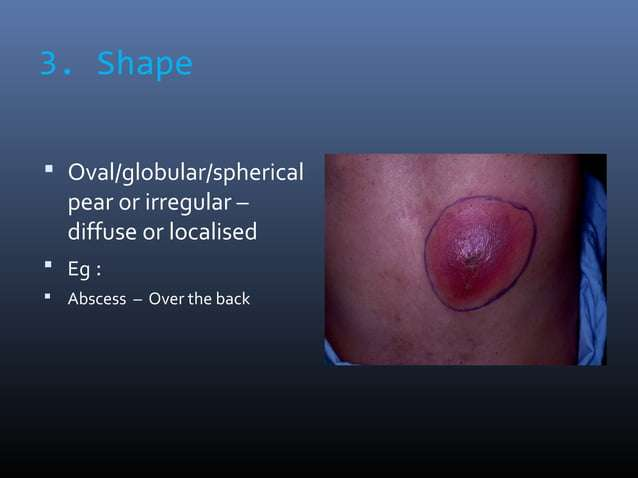 3. Shape
▪ Oval/globular/spherical
pear or irregular –
diffuse or localised
▪ Eg :
▪ Abscess – Over the back